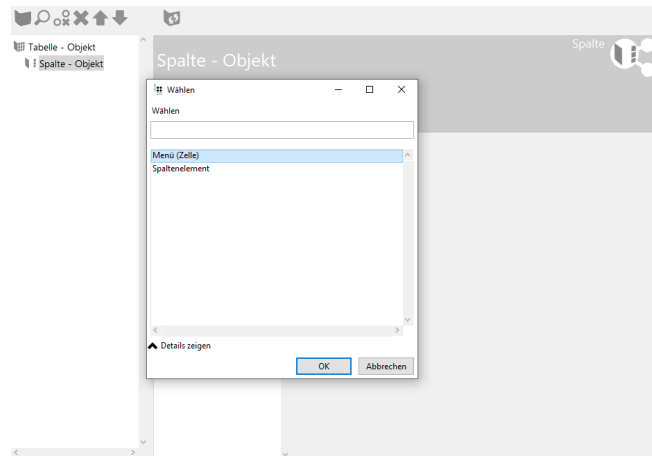 Tabelle - Objekt
Spalte - Objekt
Spalte - Objekt
Spalte
Wählen
Wählen
Menü (Zelle)
Spaltenelement
Details zeigen
OK
Abbrechen